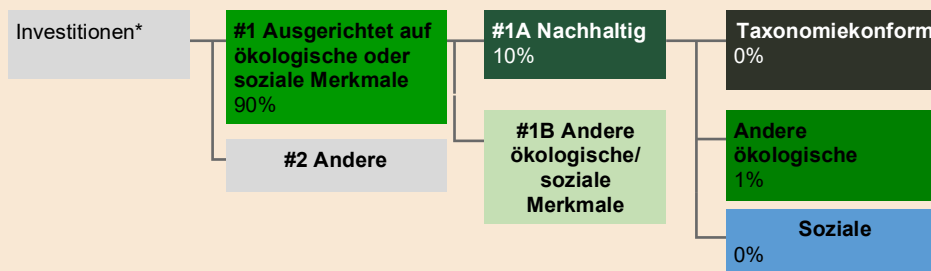 Investitionen*
#1 Ausgerichtet auf
ökologische oder
soziale Merkmale
90%
#2 Andere
#1A Nachhaltig
10%
#1B Andere
ökologische/
soziale
Merkmale
Taxonomiekonform
0%
Andere
ökologische
1%
Soziale
0%